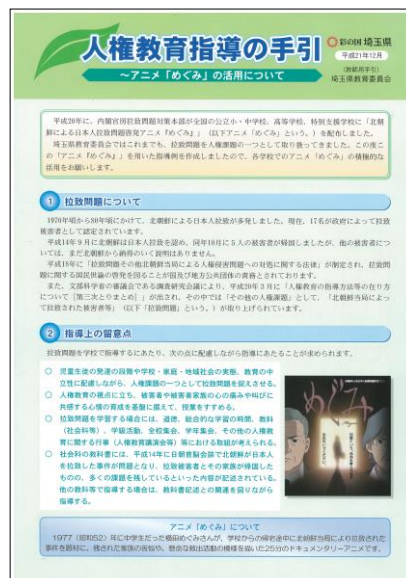 人権教育指導の手引
彩の国 埼玉県
平成21年12月
(教師用手引)
埼玉県教育委員会
～アニメ「めぐみ」の活用について
平成20年に、内閣官房拉致問題対策本部が全国の公立小・中学校、高等学校、特別支援学校に「北朝
鮮による日本人拉致問題啓発アニメ『めぐみ』」(以下アニメ「めぐみ」という。)を配布しました。
埼玉県教育委員会ではこれまでも、拉致問題を人権課題の一つとして取り扱ってきました。この度こ
の「アニメ『めぐみ』」を用いた指導例を作成しましたので、各学校でのアニメ「めぐみ」の積極的な
活用をお願いします。
1 拉致問題について
1970年頃から80年頃にかけて、北朝鮮による日本人拉致が多発しました。現在、17名が政府によって拉致
被害者として認定されています。
平成14年9月に北朝鮮は日本人拉致を認め、同年10月に5人の被害者が帰国しましたが、他の被害者につ
いては、まだ北朝鮮から納得のいく説明はありません。
平成18年に「拉致問題その他北朝鮮当局による人権侵害問題への対処に関する法律」が制定され、拉致問
題に関する国民世論の啓発を図ることが国及び地方公共団体の責務とされております。
また、文部科学省の審議会である調査研究会議により、平成20年3月に「人権教育の指導方法等の在り方
について[第三次とりまとめ]」が出され、その中では「その他の人権課題」として、「北朝鮮当局によっ
て拉致された被害者等」(以下「拉致問題」という。)が取り上げられています。
2 指導上の留意点
拉致問題を学校で指導するにあたり、次の点に配慮しながら指導にあたることが求められます。
○ 児童生徒の発達の段階や学校・家庭・地域社会の実態、教育の中
立性に配慮しながら、人権課題の一つとして拉致問題を捉えさせる。
○ 人権教育の視点に立ち、被害者や被害者家族の心の痛みや叫びに
共感する心情の育成を基盤に据えて、授業をすすめる。
○ 拉致問題を学習する場合には、道徳、総合的な学習の時間、教科
(社会科等)、学級活動、全校集会、学年集会、その他の人権教
育に関する行事(人権教育講演会等)等における取組が考えられる。
○ 社会科の教科書には、平成14年に日朝首脳会談で北朝鮮が日本人
を拉致した事件が問題となり、拉致被害者とその家族が帰国した
ものの、多くの課題を残しているといった内容が記述されている。
他の教科等で指導する場合は、教科書記述との関連を図りながら
指導する。
めぐみ
アニメ「めぐみ」について
1977(昭和52)年に中学生だった横田めぐみさんが、学校からの帰宅途中に北朝鮮当局により拉致された
事件を題材に、残された家族の苦悩や、懸命な救出活動の模様を描いた25分のドキュメンタリーアニメです。